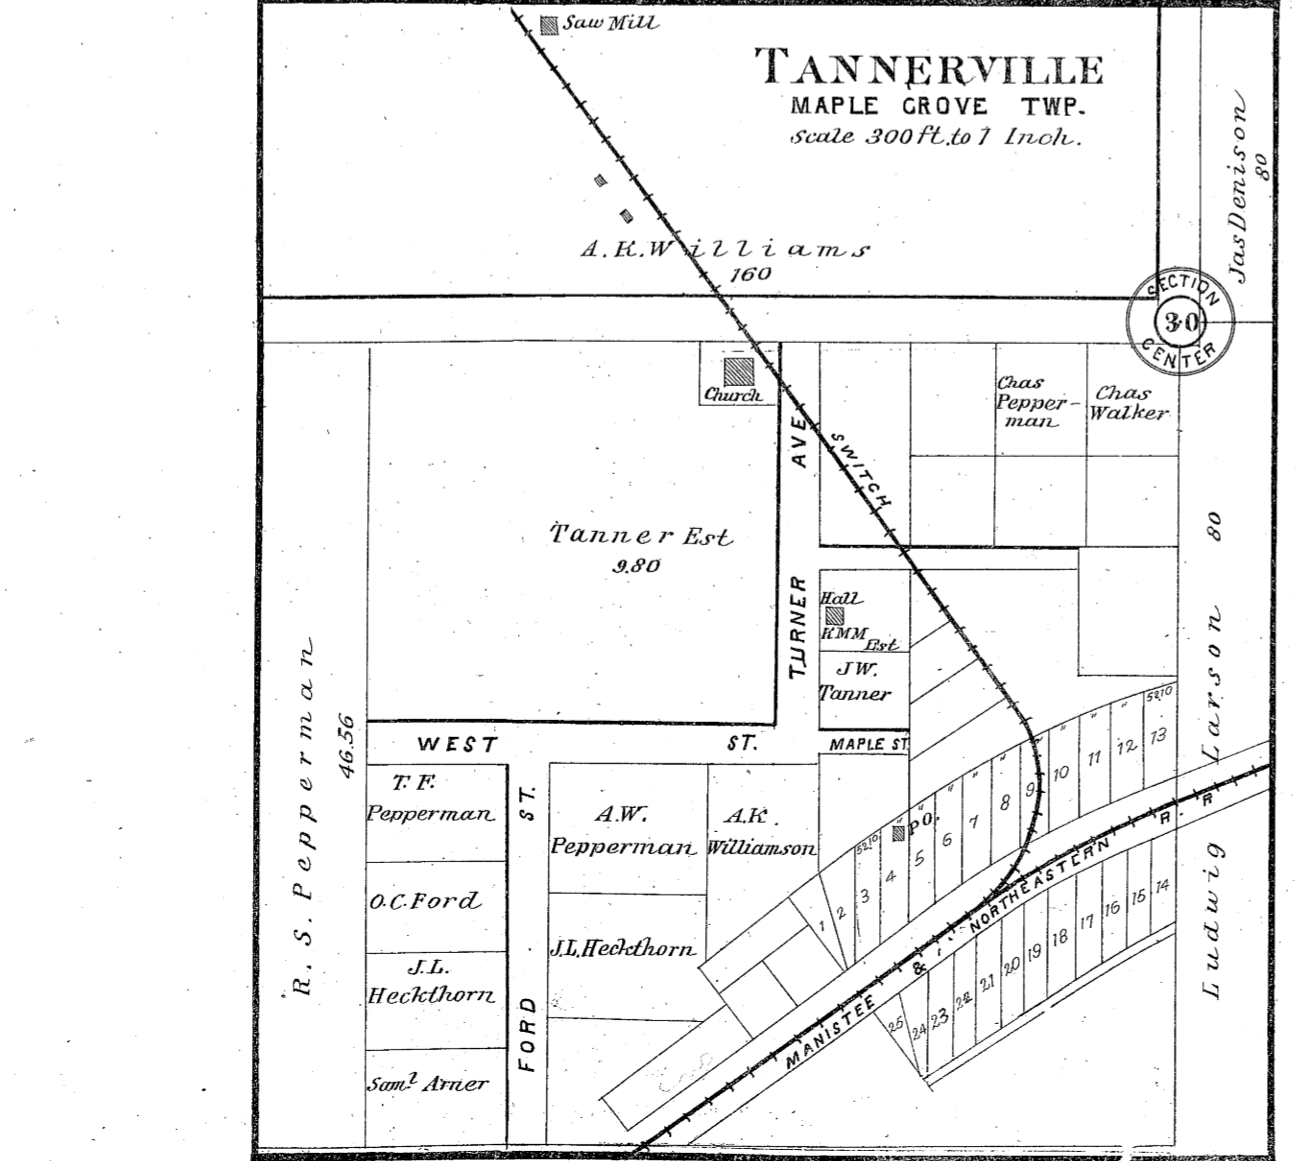 Saw Mill
TANNERVILLE
MAPLE GROVE TWP.
Scale 300 ft. to 1 Inch.
Jas Denison
80
A. K. Williams
160
SECTION
30
CENTER
Church
Chas
Pepper-
man
Chas
Walker
TURNER AVE
SWITCH
Tanner Est
9.80
Hall
KMM
Est
J W.
Tanner
R. S. Pepperman
46.56
Ludwig Larson 80
WEST ST.
MAPLE ST.
T. F.
Pepperman
FORD ST.
A.W.
Pepperman
A.K.
Williamson
P.O.
O.C. Ford
J.L. Heckthorn
J.L.
Heckthorn
Sam.l Arner
5210
5210
1
2
3
4
5
6
7
8
9
10
11
12
13
MANISTEE & NORTHEASTERN R. R
14
15
16
17
18
19
20
21
22
23
24
25